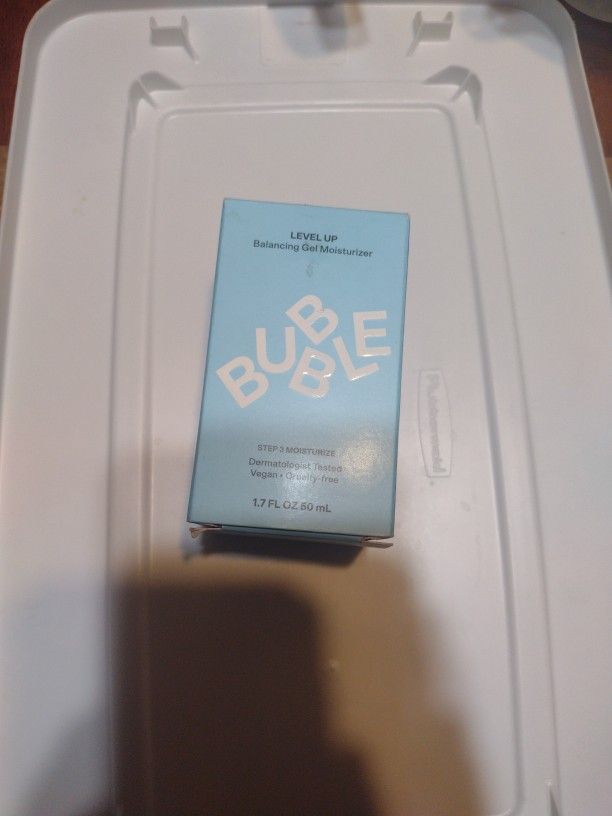 LEVEL UP
Balancing Gel Moisturizer
BUBBLE
STEP 3 MOISTURIZE
Dermatologist Tested
Vegan • Cruelty-free
1.7 FL OZ 50 mL
Rubbermaid